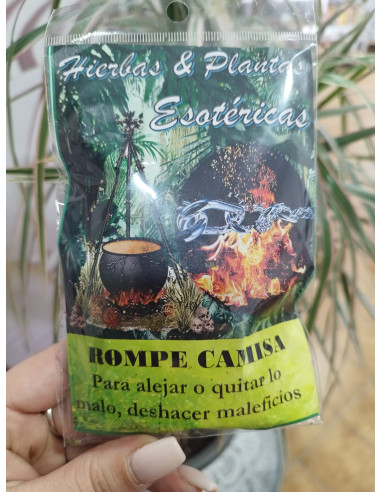 Hierbas & Plantas
Esotéricas
ROMPE CAMISA
Para alejar o quitar lo
malo, deshacer maleficios